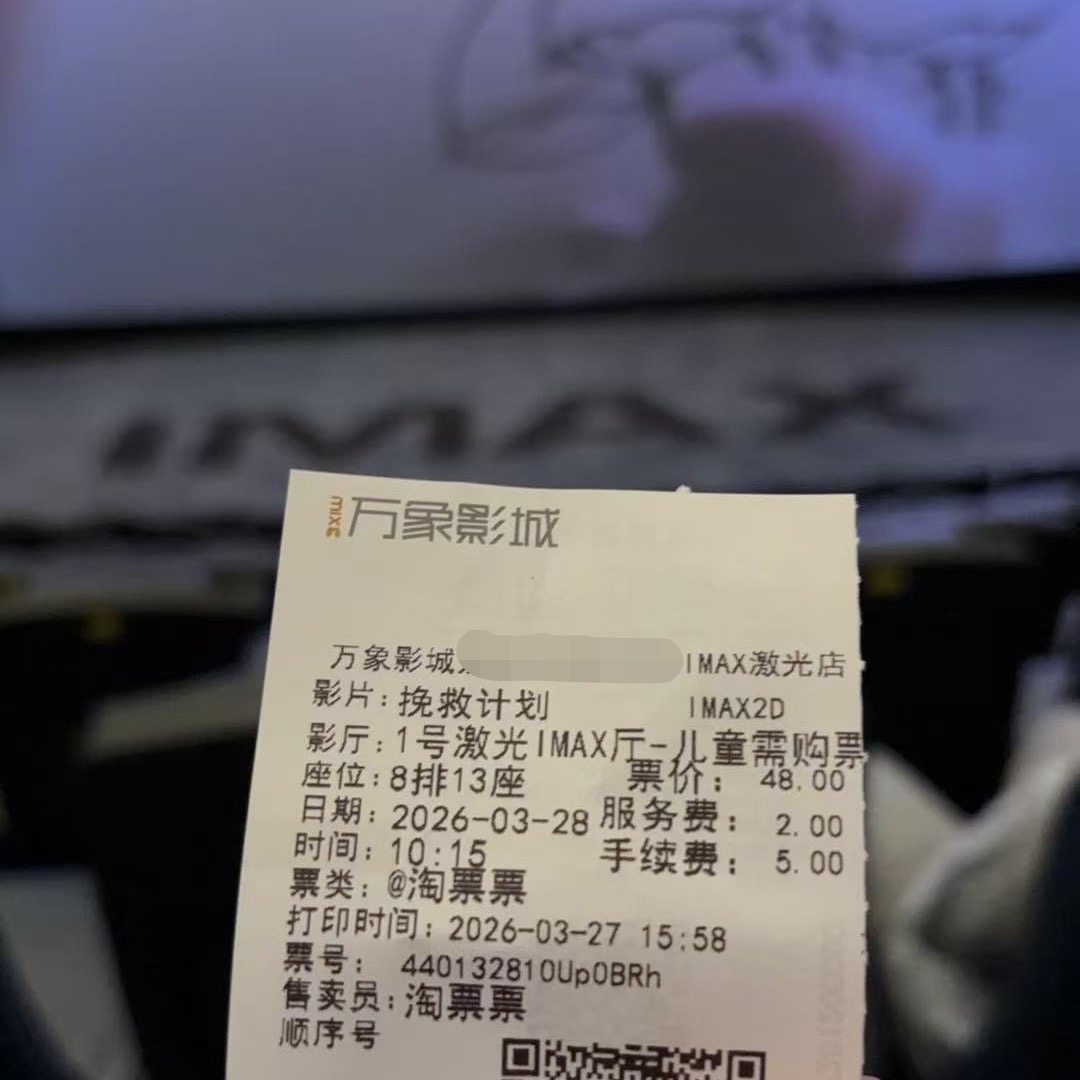 IMAX
mixc 万象影城
万象影城 IMAX激光店
影片: 挽救计划 IMAX2D
影厅: 1号激光IMAX厅-儿童需购票
座位: 8排13座 票价: 48.00
日期: 2026-03-28 服务费: 2.00
时间: 10:15 手续费: 5.00
票类: @淘票票
打印时间: 2026-03-27 15:58
票号: 440132810Up0BRh
售卖员: 淘票票
顺序号